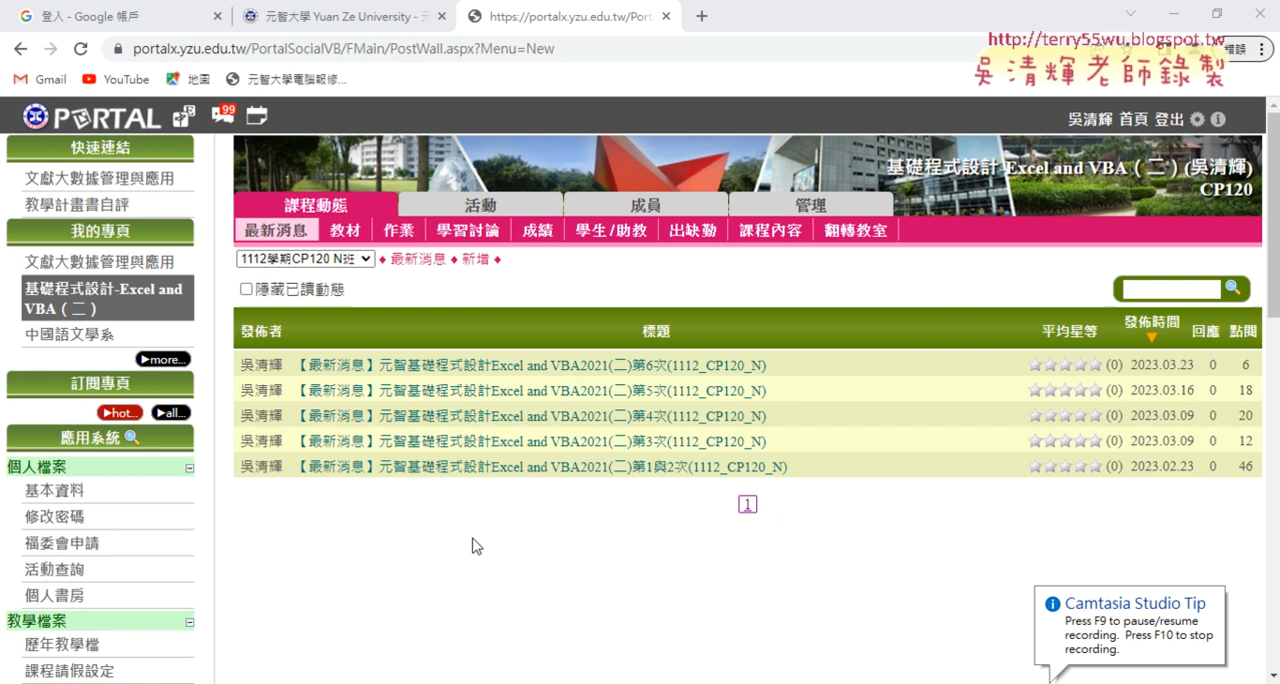 登入 - Google 帳戶
元智大學 Yuan Ze University - 元
https://portalx.yzu.edu.tw/Port
portalx.yzu.edu.tw/PortalSocialVB/FMain/PostWall.aspx?Menu=New
錯誤
http://terry55wu.blogspot.tw
吳清輝老師錄製
Gmail
YouTube
地圖
元智大學電腦報修...
PORTAL
99
吳清輝 首頁 登出
快速連結
文獻大數據管理與應用
教學計畫書自評
我的專頁
文獻大數據管理與應用
基礎程式設計-Excel and
VBA（二）
中國語文學系
▶more...
訂閱專頁
▶hot...
▶all...
應用系統
個人檔案
基本資料
修改密碼
福委會申請
活動查詢
個人書房
教學檔案
歷年教學檔
課程請假設定
基礎程式設計-Excel and VBA（二）(吳清輝)
CP120
課程動態
活動
成員
管理
最新消息
教材
作業
學習討論
成績
學生/助教
出缺勤
課程內容
翻轉教室
1112學期CP120 N班
♦ 最新消息 ♦ 新增 ♦
隱藏已讀動態
發佈者 標題 平均星等 發佈時間 回應 點閱
吳清輝 【最新消息】元智基礎程式設計Excel and VBA2021(二)第6次(1112_CP120_N) (0) 2023.03.23 0 6
吳清輝 【最新消息】元智基礎程式設計Excel and VBA2021(二)第5次(1112_CP120_N) (0) 2023.03.16 0 18
吳清輝 【最新消息】元智基礎程式設計Excel and VBA2021(二)第4次(1112_CP120_N) (0) 2023.03.09 0 20
吳清輝 【最新消息】元智基礎程式設計Excel and VBA2021(二)第3次(1112_CP120_N) (0) 2023.03.09 0 12
吳清輝 【最新消息】元智基礎程式設計Excel and VBA2021(二)第1與2次(1112_CP120_N) (0) 2023.02.23 0 46
1
Camtasia Studio Tip
Press F9 to pause/resume
recording. Press F10 to stop
recording.